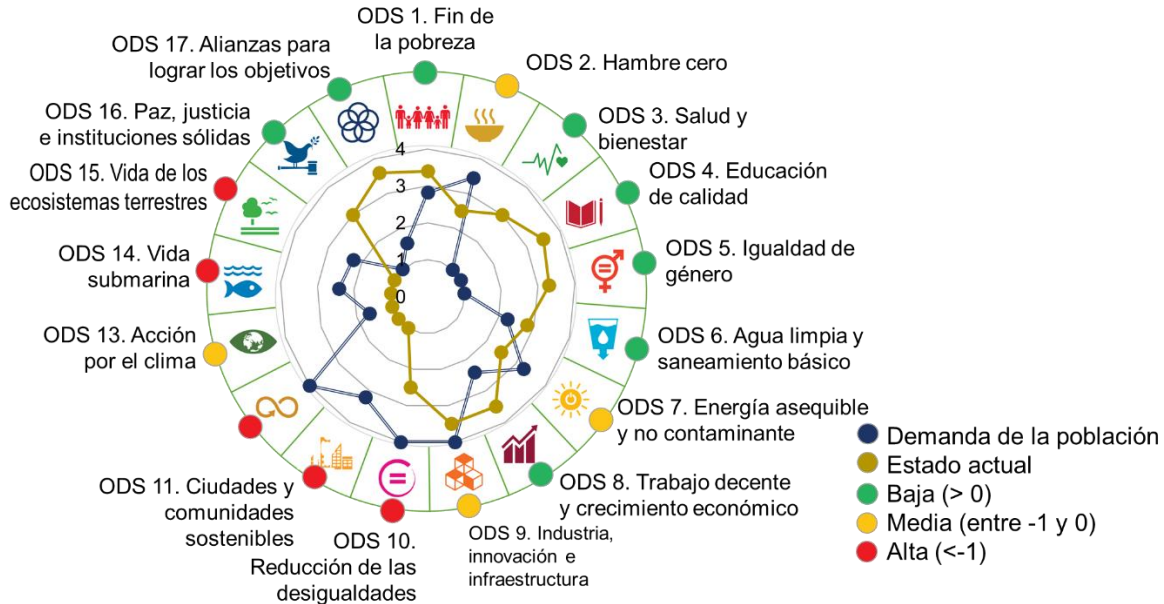 ODS 1. Fin de
la pobreza
ODS 2. Hambre cero
ODS 3. Salud y
bienestar
ODS 4. Educación
de calidad
ODS 5. Igualdad de
género
ODS 6. Agua limpia y
saneamiento básico
ODS 7. Energía asequible
y no contaminante
ODS 8. Trabajo decente
y crecimiento económico
ODS 9. Industria,
innovación e
infraestructura
ODS 10.
Reducción de las
desigualdades
ODS 11. Ciudades y
comunidades
sostenibles
ODS 13. Acción
por el clima
ODS 14. Vida
submarina
ODS 15. Vida de los
ecosistemas terrestres
ODS 16. Paz, justicia
e instituciones sólidas
ODS 17. Alianzas para
lograr los objetivos
4
3
2
1
0
Demanda de la población
Estado actual
Baja (> 0)
Media (entre -1 y 0)
Alta (<-1)